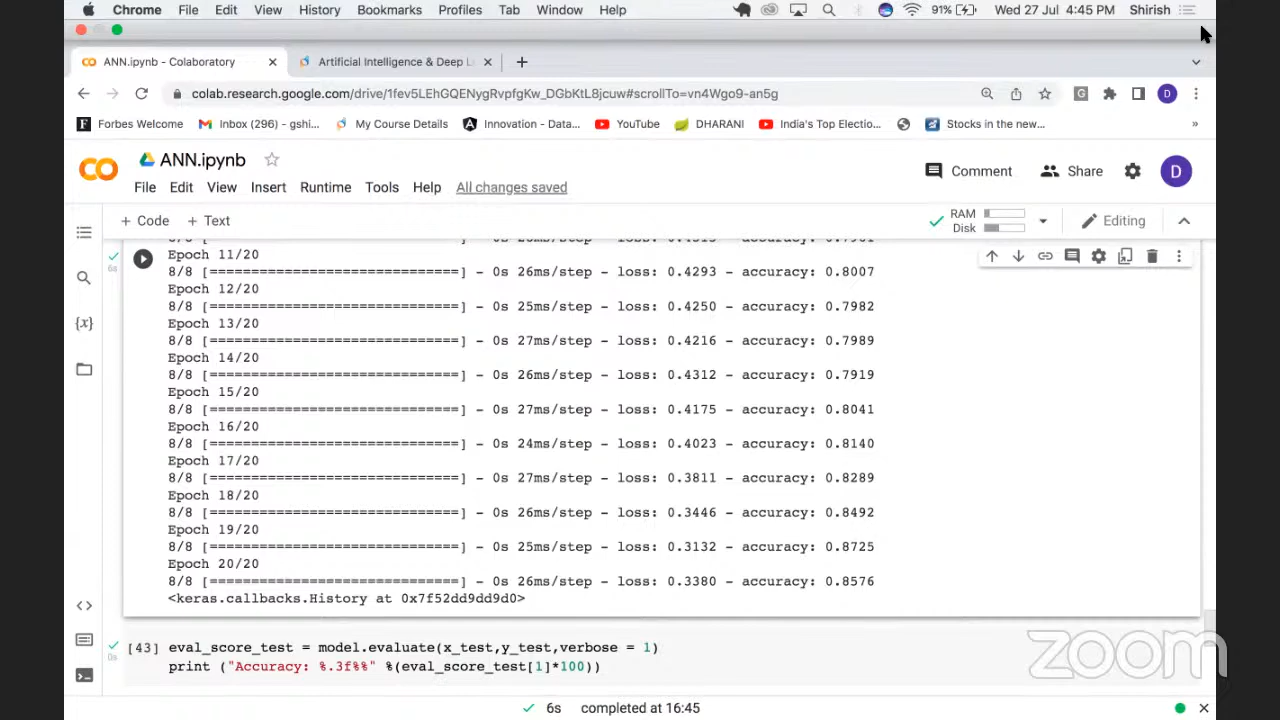 Chrome File Edit View History Bookmarks Profiles Tab Window Help 91% Wed 27 Jul 4:45 PM Shirish
ANN.ipynb - Colaboratory Artificial Intelligence & Deep L
colab.research.google.com/drive/1fev5LEhGQENygRvpfgKw_DGbKtL8jcuw#scrollTo=vn4Wgo9-an5g D
Forbes Welcome Inbox (296) - gshi... My Course Details Innovation - Data... YouTube DHARANI India's Top Electio... Stocks in the new... »
ANN.ipynb
Comment Share D
File Edit View Insert Runtime Tools Help All changes saved
+ Code + Text RAM Disk Editing
6s
Epoch 11/20
8/8 [==============================] - 0s 26ms/step - loss: 0.4293 - accuracy: 0.8007
Epoch 12/20
8/8 [==============================] - 0s 25ms/step - loss: 0.4250 - accuracy: 0.7982
Epoch 13/20
8/8 [==============================] - 0s 27ms/step - loss: 0.4216 - accuracy: 0.7989
Epoch 14/20
8/8 [==============================] - 0s 26ms/step - loss: 0.4312 - accuracy: 0.7919
Epoch 15/20
8/8 [==============================] - 0s 27ms/step - loss: 0.4175 - accuracy: 0.8041
Epoch 16/20
8/8 [==============================] - 0s 24ms/step - loss: 0.4023 - accuracy: 0.8140
Epoch 17/20
8/8 [==============================] - 0s 27ms/step - loss: 0.3811 - accuracy: 0.8289
Epoch 18/20
8/8 [==============================] - 0s 26ms/step - loss: 0.3446 - accuracy: 0.8492
Epoch 19/20
8/8 [==============================] - 0s 25ms/step - loss: 0.3132 - accuracy: 0.8725
Epoch 20/20
8/8 [==============================] - 0s 26ms/step - loss: 0.3380 - accuracy: 0.8576
<keras.callbacks.History at 0x7f52dd9dd9d0>
0s [43] eval_score_test = model.evaluate(x_test,y_test,verbose = 1)
print ("Accuracy: %.3f%%" %(eval_score_test[1]*100))
zoom
6s completed at 16:45